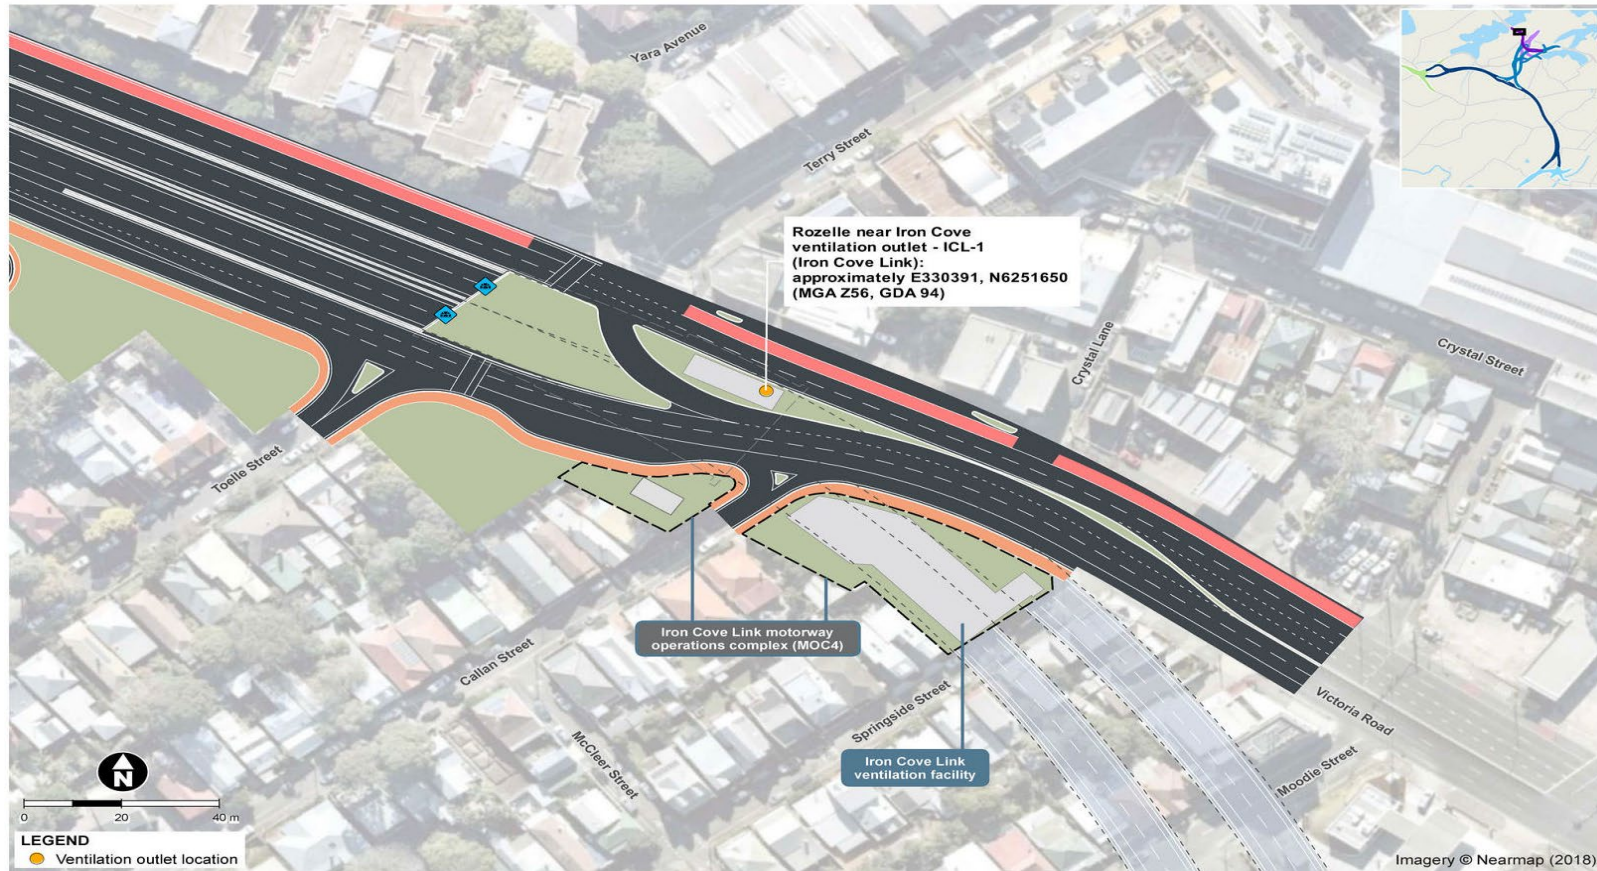 Yara Avenue
Terry Street
Rozelle near Iron Cove
ventilation outlet - ICL-1
(Iron Cove Link):
approximately E330391, N6251650
(MGA Z56, GDA 94)
Crystal Lane
Crystal Street
Toelle Street
Iron Cove Link motorway
operations complex (MOC4)
Callan Street
Springside Street
McCleer Street
Victoria Road
Moodie Street
Iron Cove Link
ventilation facility
N
0 20 40 m
LEGEND
Ventilation outlet location
Imagery © Nearmap (2018)